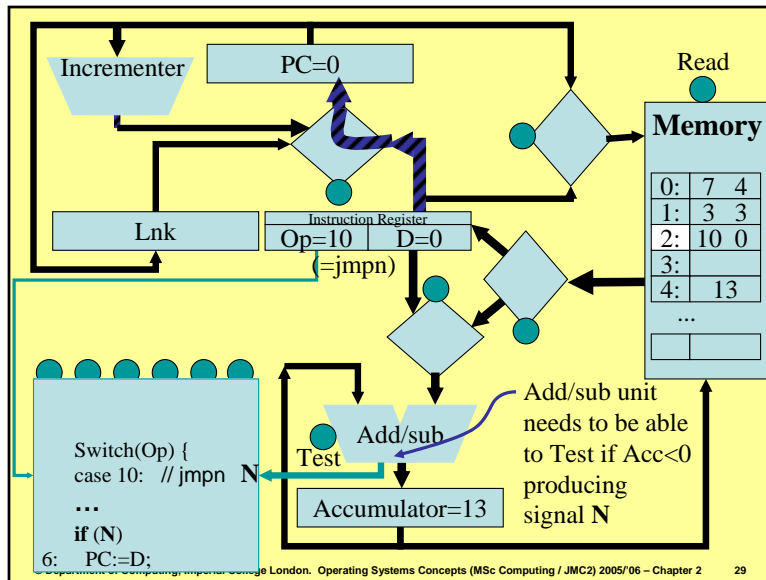 Incrementer
PC=0
Read
Memory
0: 7 4
1: 3 3
2: 10 0
3:
4: 13
...
Lnk
Instruction Register
Op=10 D=0
(=jmpn)
Add/sub
Test
Add/sub unit
needs to be able
to Test if Acc<0
producing
signal N
Accumulator=13
Switch(Op) {
case 10: // jmpn N
...
if (N)
6: PC:=D;
© Department of Computing, Imperial College London. Operating Systems Concepts (MSc Computing / JMC2) 2005/'06 – Chapter 2 29